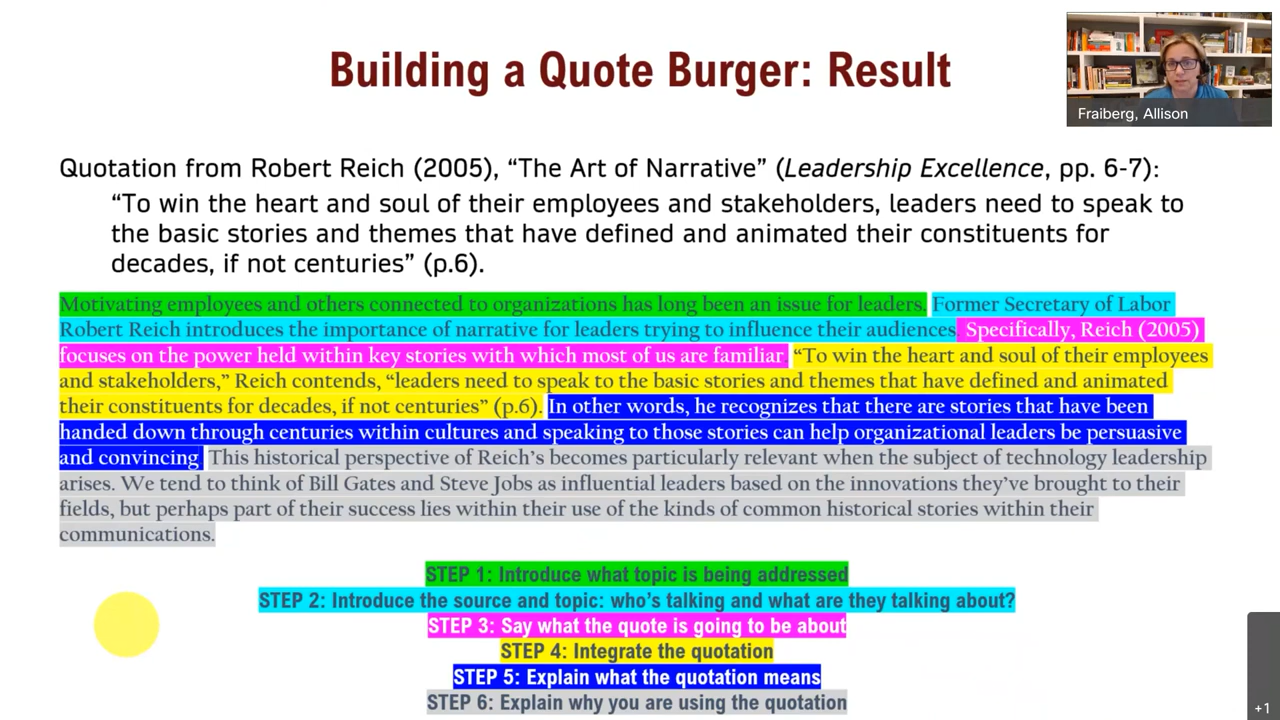 Building a Quote Burger: Result
Fraiberg, Allison
Quotation from Robert Reich (2005), “The Art of Narrative” (Leadership Excellence, pp. 6-7):
“To win the heart and soul of their employees and stakeholders, leaders need to speak to
the basic stories and themes that have defined and animated their constituents for
decades, if not centuries” (p.6).
Motivating employees and others connected to organizations has long been an issue for leaders. Former Secretary of Labor
Robert Reich introduces the importance of narrative for leaders trying to influence their audiences. Specifically, Reich (2005)
focuses on the power held within key stories with which most of us are familiar. “To win the heart and soul of their employees
and stakeholders,” Reich contends, “leaders need to speak to the basic stories and themes that have defined and animated
their constituents for decades, if not centuries” (p.6). In other words, he recognizes that there are stories that have been
handed down through centuries within cultures and speaking to those stories can help organizational leaders be persuasive
and convincing This historical perspective of Reich’s becomes particularly relevant when the subject of technology leadership
arises. We tend to think of Bill Gates and Steve Jobs as influential leaders based on the innovations they’ve brought to their
fields, but perhaps part of their success lies within their use of the kinds of common historical stories within their
communications.
STEP 1: Introduce what topic is being addressed
STEP 2: Introduce the source and topic: who’s talking and what are they talking about?
STEP 3: Say what the quote is going to be about
STEP 4: Integrate the quotation
STEP 5: Explain what the quotation means
STEP 6: Explain why you are using the quotation
+1